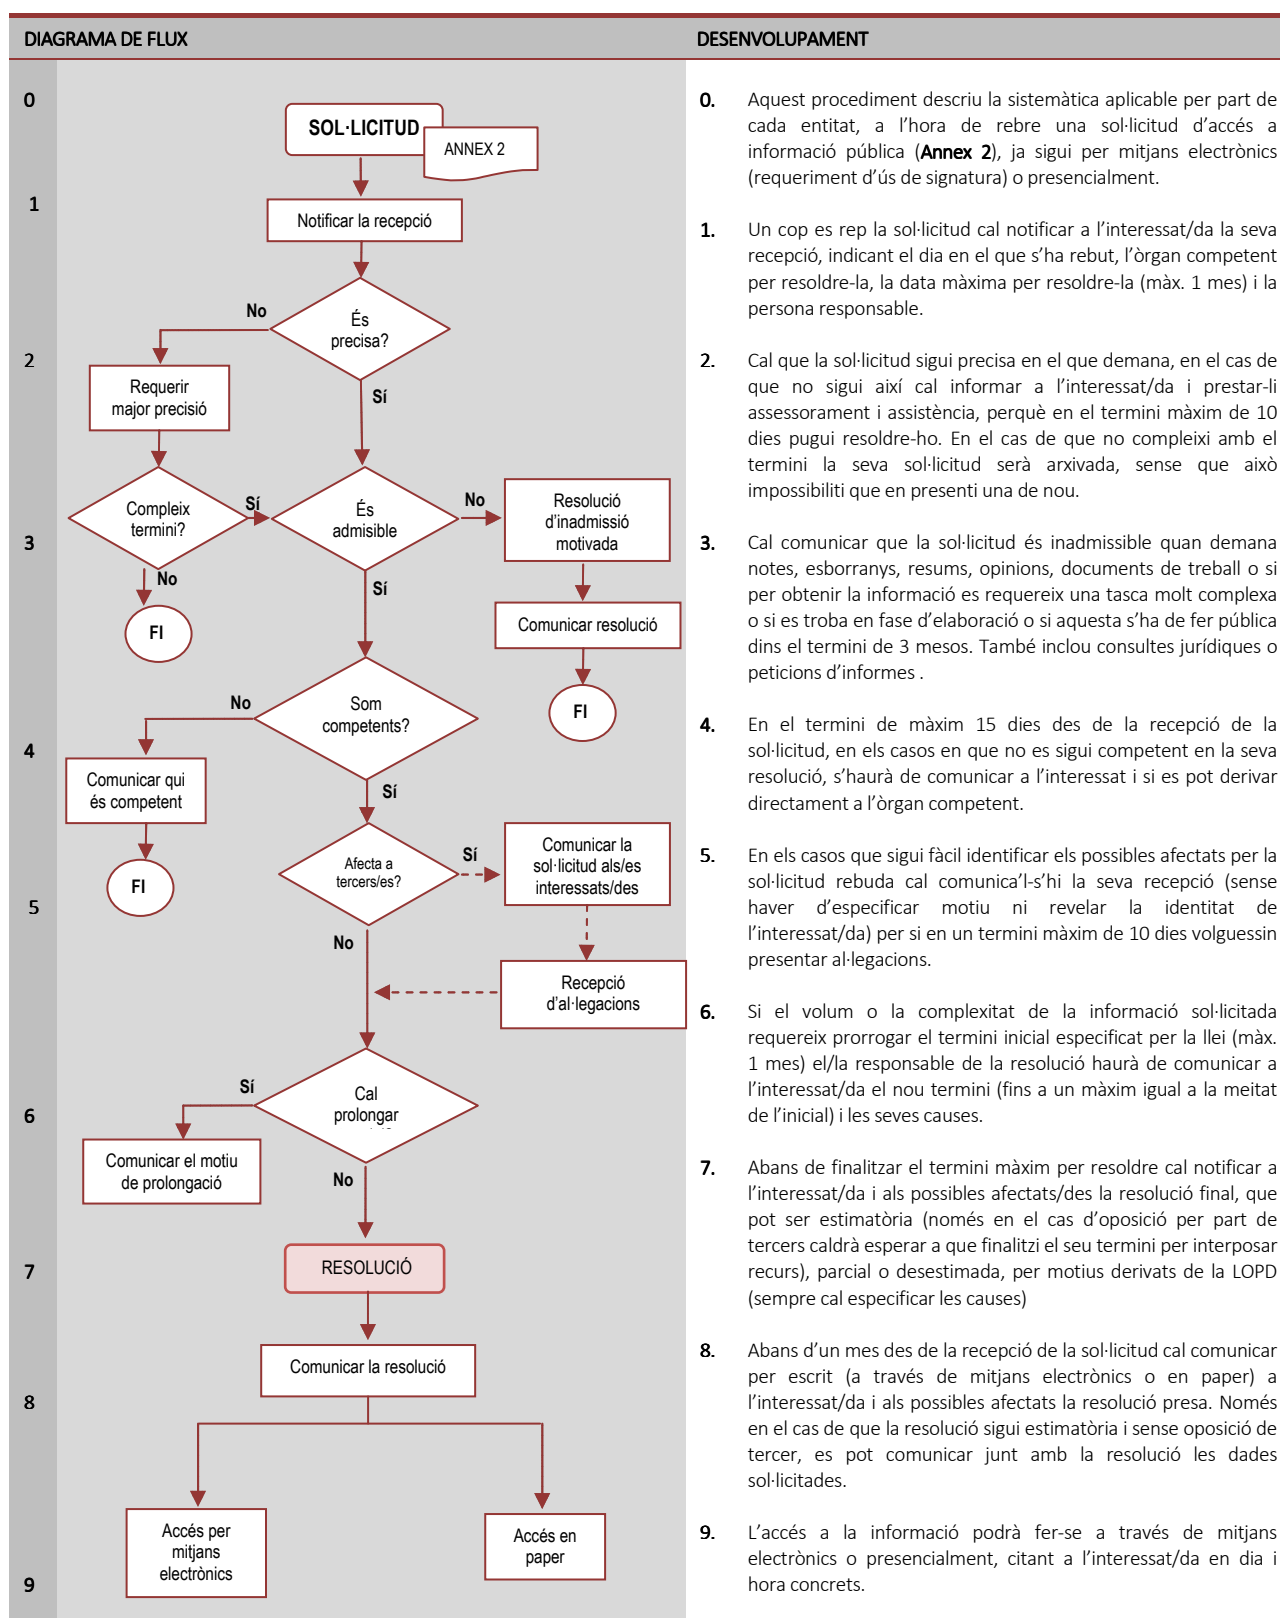 DIAGRAMA DE FLUX
DESENVOLUPAMENT
0
SOL·LICITUD
ANNEX 2
1
Notificar la recepció
No
És
precisa?
2
Requerir
major precisió
Sí
Compleix
termini?
Sí
És
admisible
No
Resolució
d'inadmissió
motivada
3
No
Sí
FI
Comunicar resolució
No
Som
competents?
FI
4
Comunicar qui
és competent
Sí
FI
Afecta a
tercers/es?
Sí
Comunicar la
sol·licitud als/es
interessats/des
5
No
Recepció
d'al·legacions
Sí
Cal
prolongar
6
Comunicar el motiu
de prolongació
No
7
RESOLUCIÓ
Comunicar la resolució
8
Accés per
mitjans
electrònics
Accés en
paper
9
0. Aquest procediment descriu la sistemàtica aplicable per part de
cada entitat, a l'hora de rebre una sol·licitud d'accés a
informació pública (Annex 2), ja sigui per mitjans electrònics
(requeriment d'ús de signatura) o presencialment.
1. Un cop es rep la sol·licitud cal notificar a l'interessat/da la seva
recepció, indicant el dia en el que s'ha rebut, l'òrgan competent
per resoldre-la, la data màxima per resoldre-la (màx. 1 mes) i la
persona responsable.
2. Cal que la sol·licitud sigui precisa en el que demana, en el cas de
que no sigui així cal informar a l'interessat/da i prestar-li
assessorament i assistència, perquè en el termini màxim de 10
dies pugui resoldre-ho. En el cas de que no compleixi amb el
termini la seva sol·licitud serà arxivada, sense que això
impossibiliti que en presenti una de nou.
3. Cal comunicar que la sol·licitud és inadmissible quan demana
notes, esborranys, resums, opinions, documents de treball o si
per obtenir la informació es requereix una tasca molt complexa
o si es troba en fase d'elaboració o si aquesta s'ha de fer pública
dins el termini de 3 mesos. També inclou consultes jurídiques o
peticions d'informes .
4. En el termini de màxim 15 dies des de la recepció de la
sol·licitud, en els casos en que no es sigui competent en la seva
resolució, s'haurà de comunicar a l'interessat i si es pot derivar
directament a l'òrgan competent.
5. En els casos que sigui fàcil identificar els possibles afectats per la
sol·licitud rebuda cal comunica'l-s'hi la seva recepció (sense
haver d'especificar motiu ni revelar la identitat de
l'interessat/da) per si en un termini màxim de 10 dies volguessin
presentar al·legacions.
6. Si el volum o la complexitat de la informació sol·licitada
requereix prorrogar el termini inicial especificat per la llei (màx.
1 mes) el/la responsable de la resolució haurà de comunicar a
l'interessat/da el nou termini (fins a un màxim igual a la meitat
de l'inicial) i les seves causes.
7. Abans de finalitzar el termini màxim per resoldre cal notificar a
l'interessat/da i als possibles afectats/des la resolució final, que
pot ser estimatòria (només en el cas d'oposició per part de
tercers caldrà esperar a que finalitzi el seu termini per interposar
recurs), parcial o desestimada, per motius derivats de la LOPD
(sempre cal especificar les causes)
8. Abans d'un mes des de la recepció de la sol·licitud cal comunicar
per escrit (a través de mitjans electrònics o en paper) a
l'interessat/da i als possibles afectats la resolució presa. Només
en el cas de que la resolució sigui estimatòria i sense oposició de
tercer, es pot comunicar junt amb la resolució les dades
sol·licitades.
9. L'accés a la informació podrà fer-se a través de mitjans
electrònics o presencialment, citant a l'interessat/da en dia i
hora concrets.